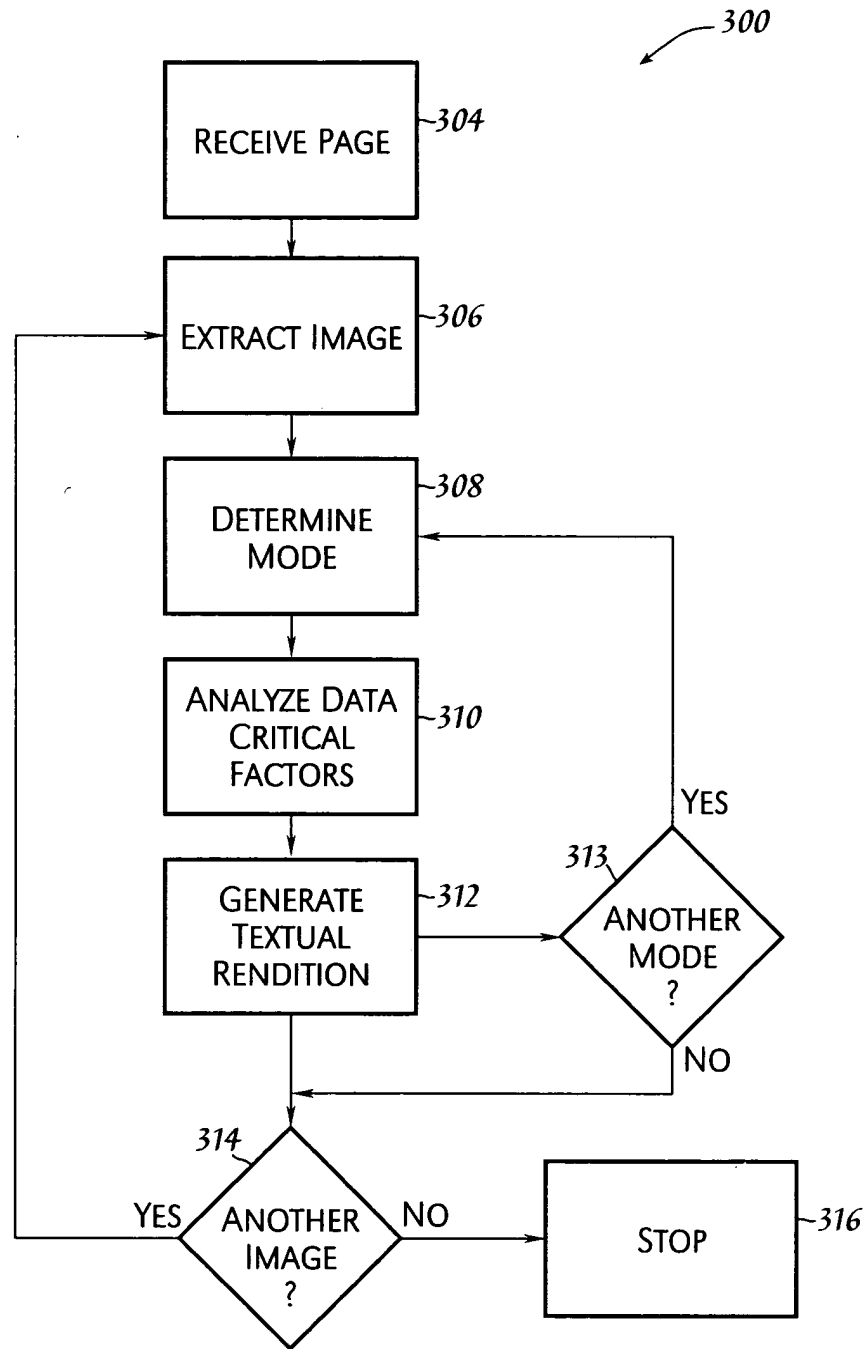 300
RECEIVE PAGE
304
EXTRACT IMAGE
306
DETERMINE
MODE
308
ANALYZE DATA
CRITICAL
FACTORS
310
GENERATE
TEXTUAL
RENDITION
312
YES
313
ANOTHER
MODE
?
NO
314
YES
ANOTHER
IMAGE
?
NO
STOP
316